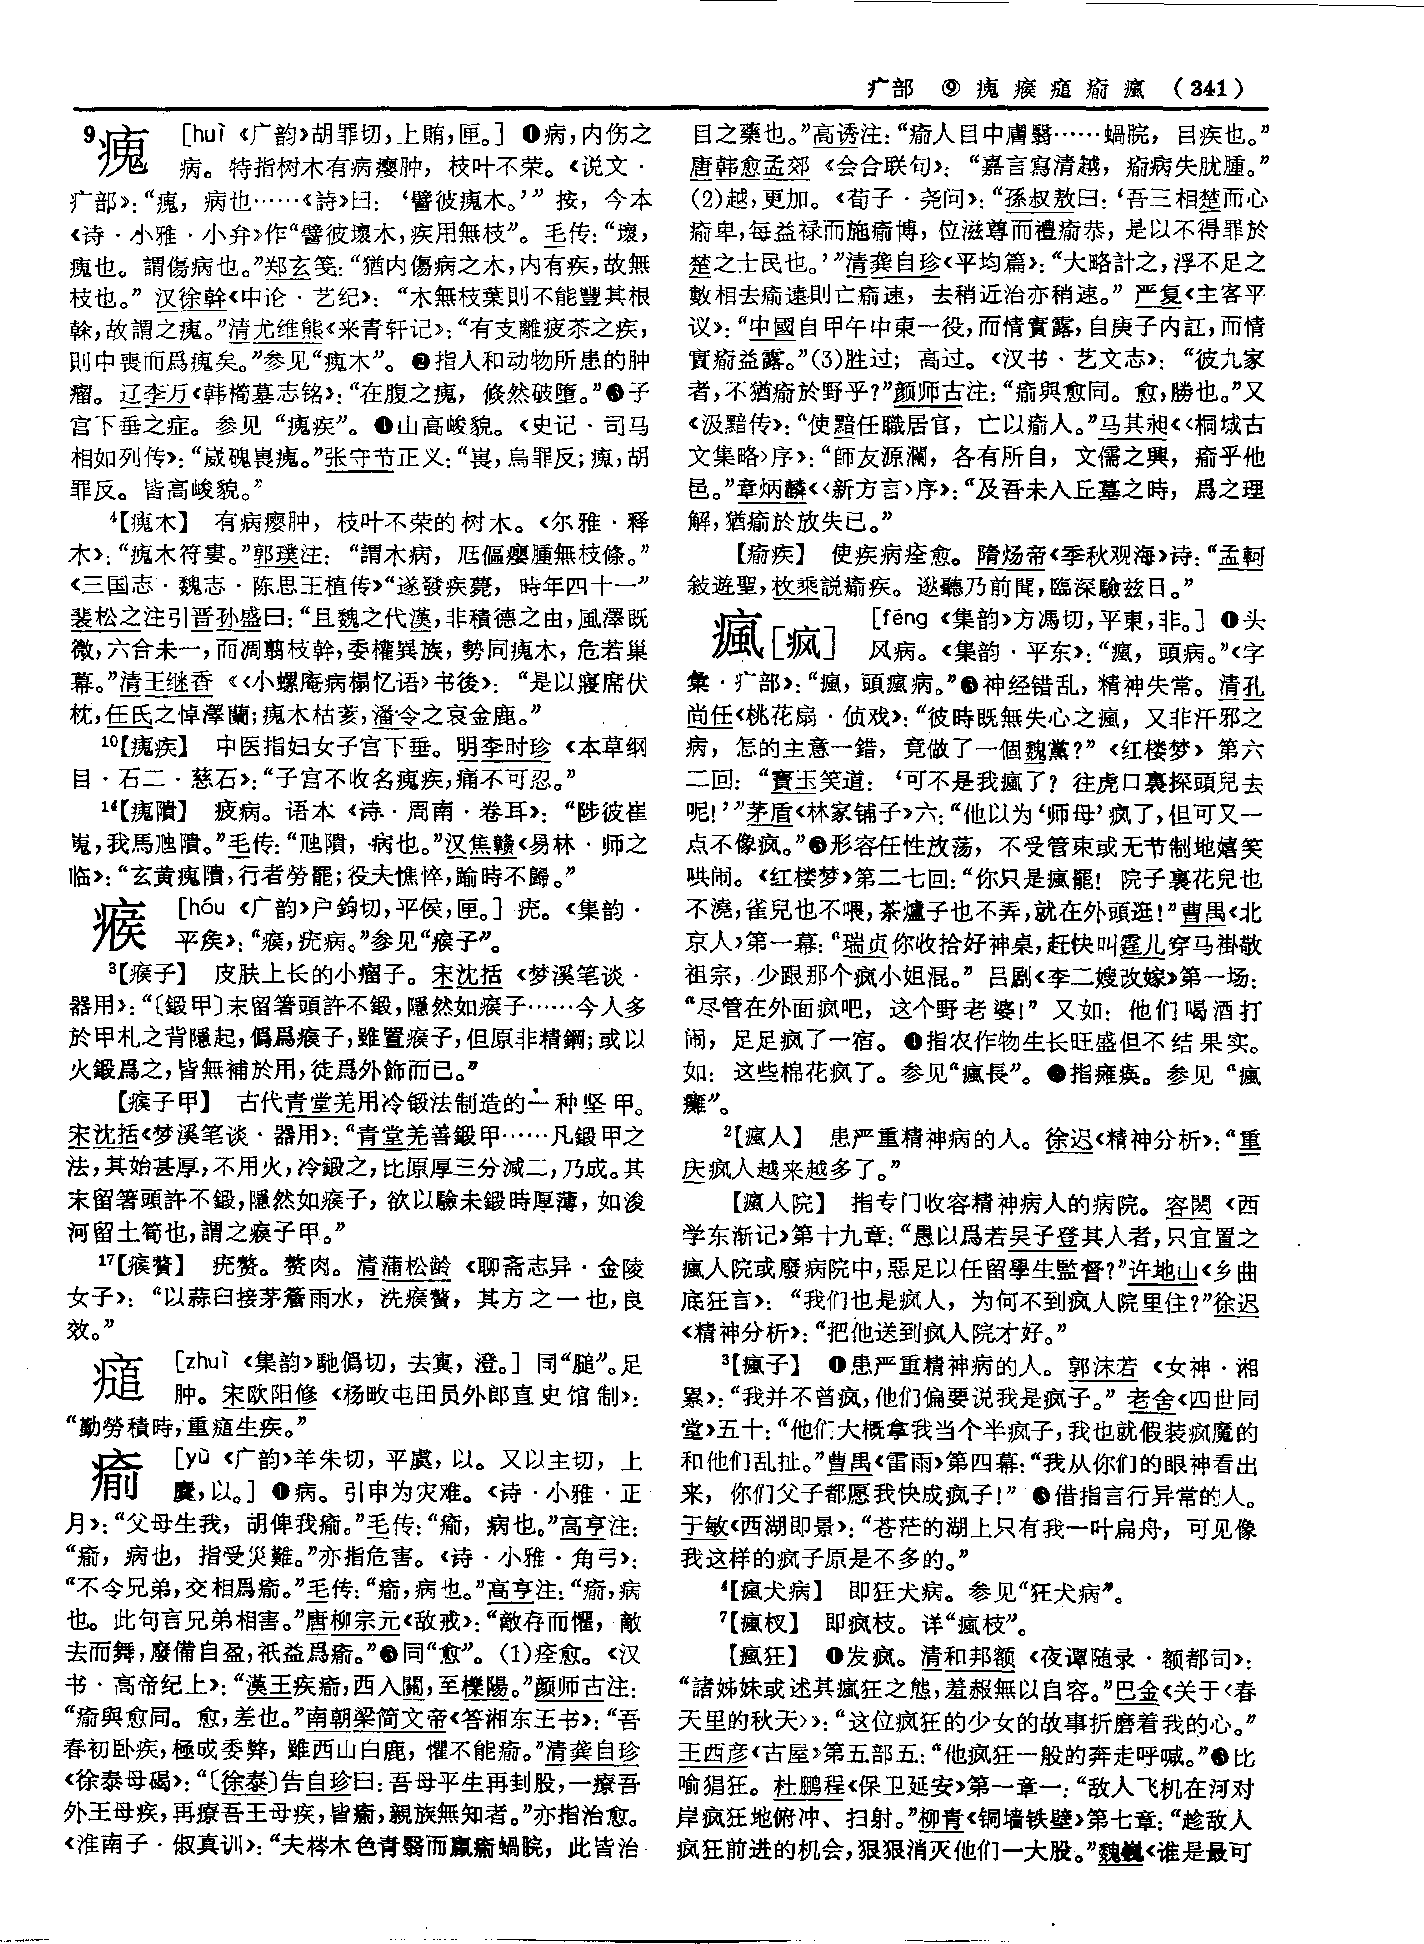 疒部 ⑨ 瘣 瘊 㾽 瘉 瘋 （341）
9瘣 [huì 《广韵》胡罪切，上賄，匣。] ❶病，内伤之
病。特指树木有病瘿肿，枝叶不荣。《说文·
疒部》：“瘣，病也……《詩》曰：‘譬彼瘣木。’” 按，今本
《诗·小雅·小弁》作“譬彼壞木，疾用無枝”。毛传：“壞，
瘣也。謂傷病也。”郑玄笺：“猶内傷病之木，内有疾，故無
枝也。” 汉徐幹《中论·艺纪》：“木無枝葉則不能豐其根
幹，故謂之瘣。”清尤维熊《来青轩记》：“有支離疲苶之疾，
則中喪而爲瘣矣。”参见“瘣木”。❷指人和动物所患的肿
瘤。辽李万《韩橁墓志铭》：“在腹之瘣，倏然破墮。”❸子
宫下垂之症。参见 “瘣疾”。❹山高峻貌。《史记·司马
相如列传》：“崴磈嵔瘣。”张守节正义：“嵔，烏罪反；瘣，胡
罪反。皆高峻貌。”
4【瘣木】 有病瘿肿，枝叶不荣的树木。《尔雅·释
木》：“瘣木符婁。”郭璞注：“謂木病，尫傴癭腫無枝條。”
《三国志·魏志·陈思王植传》“遂發疾薨，時年四十一”
裴松之注引晋孙盛曰：“且魏之代漢，非積德之由，風澤既
微，六合未一，而凋翦枝幹，委權異族，勢同瘣木，危若巢
幕。”清王继香《〈小螺庵病榻忆语〉书後》：“是以寢席伏
枕，任氏之悼澤蘭；瘣木枯荄，潘令之哀金鹿。”
10【瘣疾】 中医指妇女子宫下垂。明李时珍《本草纲
目·石二·慈石》：“子宫不收名瘣疾，痛不可忍。”
14【瘣隤】 疲病。语本《诗·周南·卷耳》：“陟彼崔
嵬，我馬虺隤。”毛传：“虺隤，病也。”汉焦赣《易林·师之
临》：“玄黄瘣隤，行者勞罷；役夫憔悴，踰時不歸。”
瘊 [hóu 《广韵》户鉤切，平侯，匣。] 疣。《集韵·
平矦》：“瘊，疣病。”参见“瘊子”。
3【瘊子】 皮肤上长的小瘤子。宋沈括《梦溪笔谈·
器用》：“〔鍛甲〕末留箸頭許不鍛，隱然如瘊子……今人多
於甲札之背隱起，僞爲瘊子，雖置瘊子，但原非精鋼；或以
火鍛爲之，皆無補於用，徒爲外飾而已。”
【瘊子甲】 古代青堂羌用冷锻法制造的一种坚甲。
宋沈括《梦溪笔谈·器用》：“青堂羌善鍛甲……凡鍛甲之
法，其始甚厚，不用火，冷鍛之，比原厚三分減二，乃成。其
末留箸頭許不鍛，隱然如瘊子，欲以驗未鍛時厚薄，如浚
河留土筍也，謂之瘊子甲。”
17【瘊贅】 疣赘。赘肉。清蒲松龄《聊斋志异·金陵
女子》：“以蒜臼接茅簷雨水，洗瘊贅，其方之一也，良
效。”
㾽 [zhuì 《集韵》馳僞切，去寘，澄。] 同“膇”。足
肿。宋欧阳修《杨畋屯田员外郎直史馆制》：
“勤勞積時，重㾽生疾。”
瘉 [yù 《广韵》羊朱切，平虞，以。又以主切，上
麌，以。] ❶病。引申为灾难。《诗·小雅·正
月》：“父母生我，胡俾我瘉。”毛传：“瘉，病也。”高亨注：
“瘉，病也，指受災難。”亦指危害。《诗·小雅·角弓》：
“不令兄弟，交相爲瘉。”毛传：“瘉，病也。”高亨注：“瘉，病
也。此句言兄弟相害。”唐柳宗元《敌戒》：“敵存而懼，敵
去而舞，廢備自盈，祇益爲瘉。”❷同“愈”。(1)痊愈。《汉
书·高帝纪上》：“漢王疾瘉，西入關，至櫟陽。”颜师古注：
“瘉與愈同。愈，差也。”南朝梁简文帝《答湘东王书》：“吾
春初卧疾，極成委弊，雖西山白鹿，懼不能瘉。”清龚自珍
《徐泰母碣》：“〔徐泰〕告自珍曰：吾母平生再刲股，一療吾
外王母疾，再療吾王母疾，皆瘉，親族無知者。”亦指治愈。
《淮南子·俶真训》：“夫梣木色青翳而蠃瘉蝸睆，此皆治
目之藥也。”高诱注：“瘉人目中膚翳……蝸睆，目疾也。”
唐韩愈孟郊《会合联句》：“嘉言寫清越，瘉病失肬腫。”
(2)越，更加。《荀子·尧问》：“孫叔敖曰：‘吾三相楚而心
瘉卑，每益禄而施瘉博，位滋尊而禮瘉恭，是以不得罪於
楚之士民也。’”清龚自珍《平均篇》：“大略計之，浮不足之
數相去瘉遠則亡瘉速，去稍近治亦稍速。” 严复《主客平
议》：“中國自甲午中東一役，而情實露，自庚子内訌，而情
實瘉益露。”(3)胜过；高过。《汉书·艺文志》：“彼九家
者，不猶瘉於野乎？”颜师古注：“瘉與愈同。愈，勝也。”又
《汲黯传》：“使黯任職居官，亡以瘉人。”马其昶《〈桐城古
文集略〉序》：“師友源瀾，各有所自，文儒之興，瘉乎他
邑。”章炳麟《〈新方言〉序》：“及吾未入丘墓之時，爲之理
解，猶瘉於放失已。”
【瘉疾】 使疾病痊愈。隋炀帝《季秋观海》诗：“孟軻
敍遊聖，枚乘説瘉疾。逖聽乃前聞，臨深驗兹日。”
瘋[疯] [fēng 《集韵》方馮切，平東，非。] ❶头
风病。《集韵·平东》：“瘋，頭病。”《字
彙·疒部》：“瘋，頭瘋病。”❷神经错乱，精神失常。清孔
尚任《桃花扇·侦戏》：“彼時既無失心之瘋，又非汗邪之
病，怎的主意一錯，竟做了一個魏黨？”《红楼梦》第六
二回：“寶玉笑道：‘可不是我瘋了？往虎口裏探頭兒去
呢！’”茅盾《林家铺子》六：“他以为‘师母’疯了，但可又一
点不像疯。”❸形容任性放荡，不受管束或无节制地嬉笑
哄闹。《红楼梦》第二七回：“你只是瘋罷！院子裏花兒也
不澆，雀兒也不喂，茶爐子也不弄，就在外頭逛！”曹禺《北
京人》第一幕：“瑞贞你收拾好神桌，赶快叫霆儿穿马褂敬
祖宗，少跟那个疯小姐混。” 吕剧《李二嫂改嫁》第一场：
“尽管在外面疯吧，这个野老婆！” 又如：他们喝酒打
闹，足足疯了一宿。❹指农作物生长旺盛但不结果实。
如：这些棉花疯了。参见“瘋長”。❺指瘫痪。参见 “瘋
癱”。
2【瘋人】 患严重精神病的人。徐迟《精神分析》：“重
庆疯人越来越多了。”
【瘋人院】 指专门收容精神病人的病院。容闳《西
学东渐记》第十九章：“愚以爲若吴子登其人者，只宜置之
瘋人院或廢病院中，惡足以任留學生監督？”许地山《乡曲
底狂言》：“我们也是疯人，为何不到疯人院里住？”徐迟
《精神分析》：“把他送到疯人院才好。”
3【瘋子】 ❶患严重精神病的人。郭沫若《女神·湘
累》：“我并不曾疯，他们偏要说我是疯子。” 老舍《四世同
堂》五十：“他们大概拿我当个半疯子，我也就假装疯魔的
和他们乱扯。”曹禺《雷雨》第四幕：“我从你们的眼神看出
来，你们父子都愿我快成疯子！” ❷借指言行异常的人。
于敏《西湖即景》：“苍茫的湖上只有我一叶扁舟，可见像
我这样的疯子原是不多的。”
4【瘋犬病】 即狂犬病。参见“狂犬病”。
7【瘋杈】 即疯枝。详“瘋枝”。
【瘋狂】 ❶发疯。清和邦额《夜谭随录·额都司》：
“諸姊妹或述其瘋狂之態，羞赧無以自容。”巴金《关于〈春
天里的秋天〉》：“这位疯狂的少女的故事折磨着我的心。”
王西彦《古屋》第五部五：“他疯狂一般的奔走呼喊。”❷比
喻猖狂。杜鹏程《保卫延安》第一章一：“敌人飞机在河对
岸疯狂地俯冲、扫射。”柳青《铜墙铁壁》第七章：“趁敌人
疯狂前进的机会，狠狠消灭他们一大股。”魏巍《谁是最可